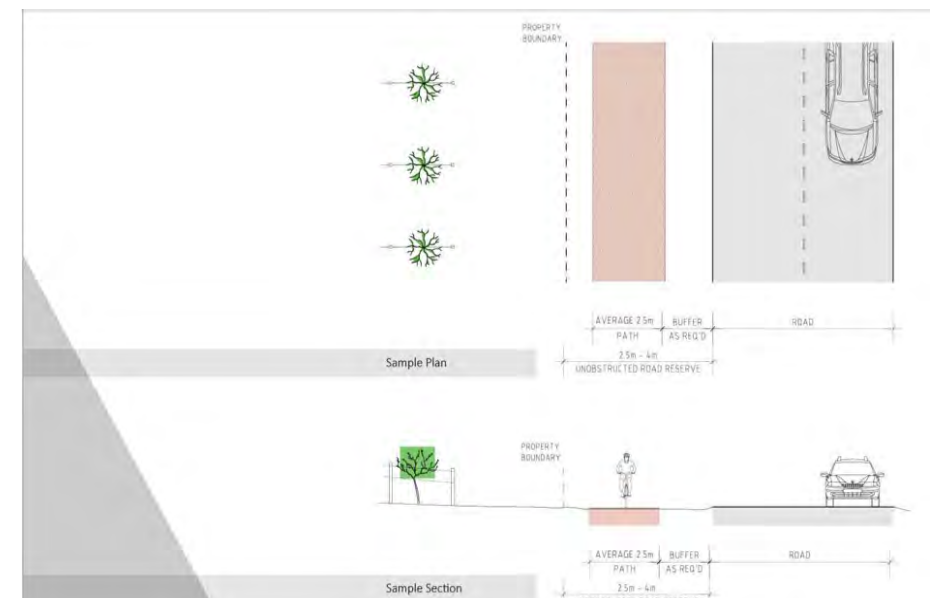 PROPERTY
BOUNDARY
AVERAGE 2.5m
PATH
BUFFER
AS REQ'D
ROAD
2.5m - 4m
UNOBSTRUCTED ROAD RESERVE
Sample Plan
PROPERTY
BOUNDARY
AVERAGE 2.5m
PATH
BUFFER
AS REQ'D
ROAD
2.5m - 4m
Sample Section